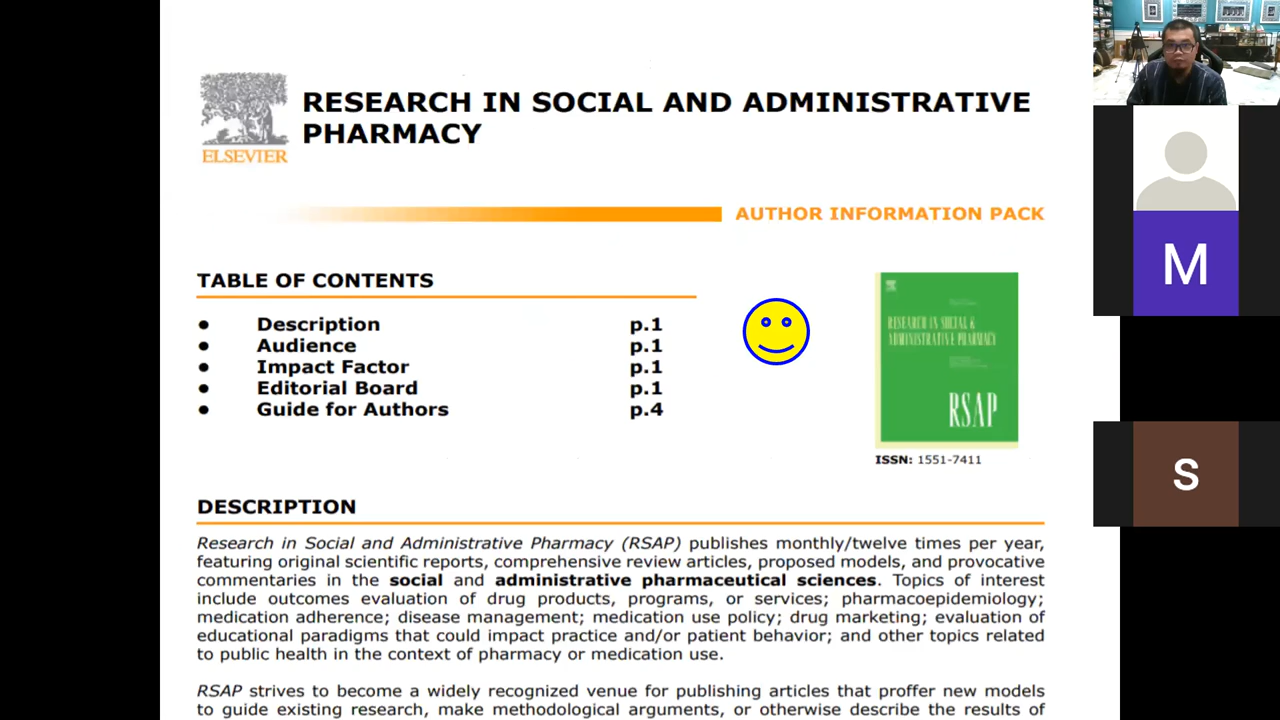 RESEARCH IN SOCIAL AND ADMINISTRATIVE
PHARMACY
ELSEVIER
AUTHOR INFORMATION PACK
TABLE OF CONTENTS
● Description p.1
● Audience p.1
● Impact Factor p.1
● Editorial Board p.1
● Guide for Authors p.4
RESEARCH IN SOCIAL &
ADMINISTRATIVE PHARMACY
RSAP
ISSN: 1551-7411
DESCRIPTION
Research in Social and Administrative Pharmacy (RSAP) publishes monthly/twelve times per year,
featuring original scientific reports, comprehensive review articles, proposed models, and provocative
commentaries in the social and administrative pharmaceutical sciences. Topics of interest
include outcomes evaluation of drug products, programs, or services; pharmacoepidemiology;
medication adherence; disease management; medication use policy; drug marketing; evaluation of
educational paradigms that could impact practice and/or patient behavior; and other topics related
to public health in the context of pharmacy or medication use.
RSAP strives to become a widely recognized venue for publishing articles that proffer new models
to guide existing research, make methodological arguments, or otherwise describe the results of
M
S